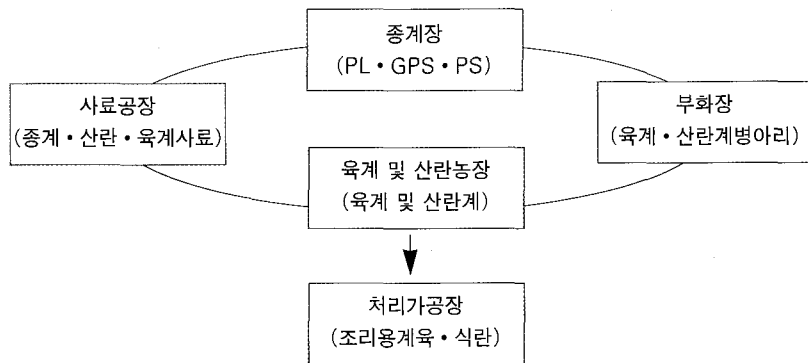 종계장
(PL • GPS • PS)
사료공장
(종계 • 산란 • 육계사료)
부화장
(육계 • 산란계병아리)
육계 및 산란농장
(육계 및 산란계)
처리가공장
(조리용계육 • 식란)